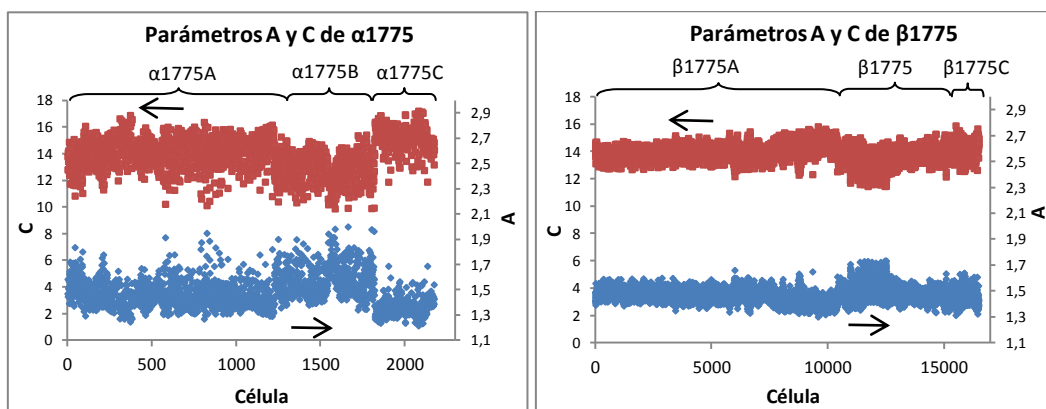 Parámetros A y C de α1775
α1775A
α1775B
α1775C
18
16
14
12
10
8
6
4
2
0
C
2,9
2,7
2,5
2,3
2,1
1,9
1,7
1,5
1,3
1,1
A
0 500 1000 1500 2000
Célula
Parámetros A y C de β1775
β1775A
β1775
β1775C
18
16
14
12
10
8
6
4
2
0
C
2,9
2,7
2,5
2,3
2,1
1,9
1,7
1,5
1,3
1,1
A
0 5000 10000 15000
Célula